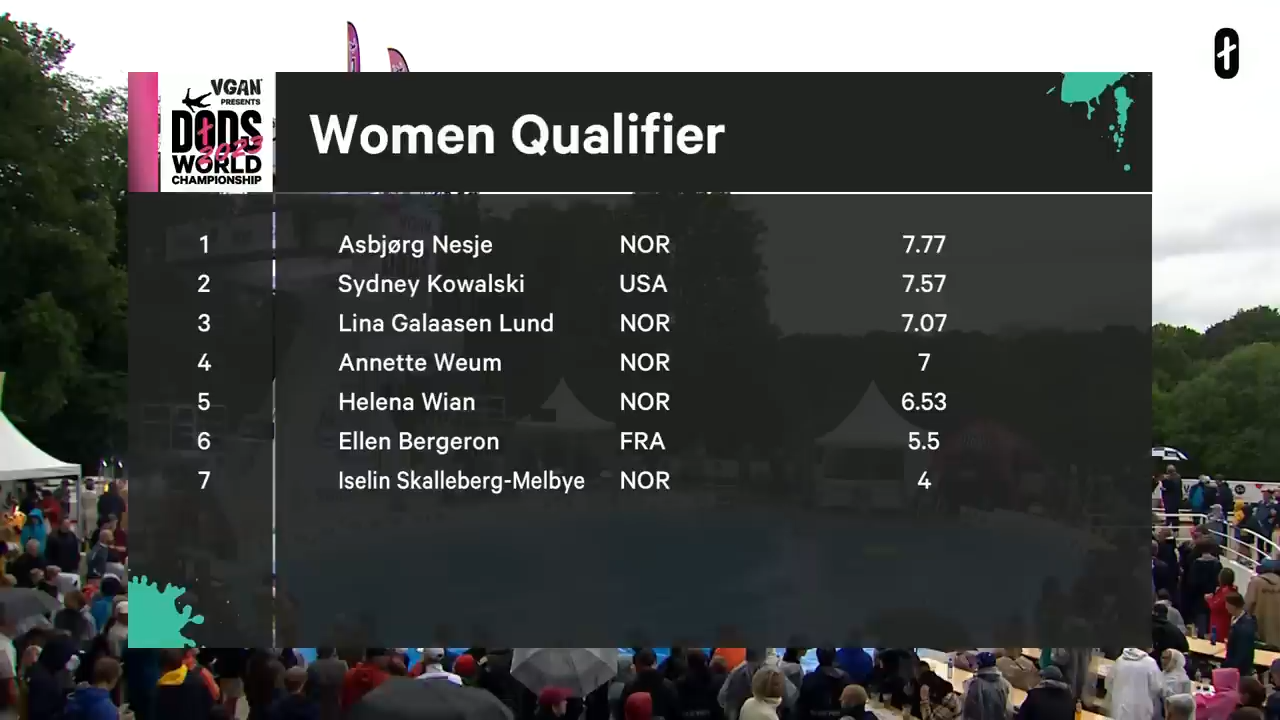 VGAN
PRESENTS
DØDS
2023
WORLD
CHAMPIONSHIP
Women Qualifier
1 Asbjørg Nesje NOR 7.77
2 Sydney Kowalski USA 7.57
3 Lina Galaasen Lund NOR 7.07
4 Annette Weum NOR 7
5 Helena Wian NOR 6.53
6 Ellen Bergeron FRA 5.5
7 Iselin Skalleberg-Melbye NOR 4